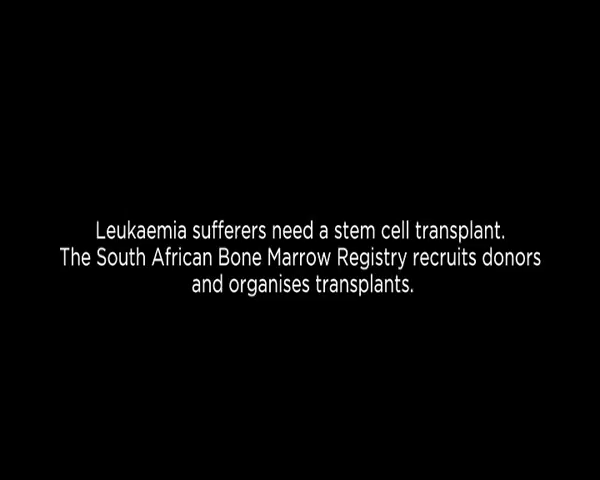 Leukaemia sufferers need a stem cell transplant.
The South African Bone Marrow Registry recruits donors
and organises transplants.